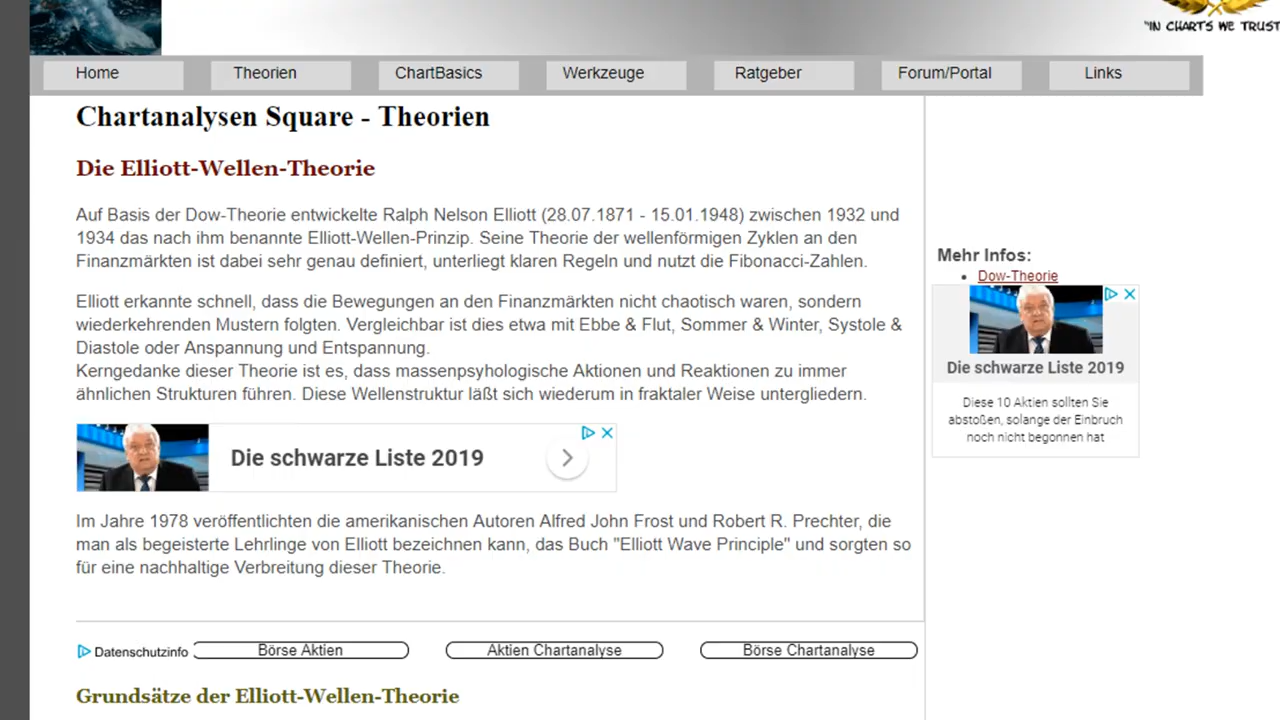 "IN CHARTS WE TRUST
Home
Theorien
ChartBasics
Werkzeuge
Ratgeber
Forum/Portal
Links
Chartanalysen Square - Theorien
Die Elliott-Wellen-Theorie
Auf Basis der Dow-Theorie entwickelte Ralph Nelson Elliott (28.07.1871 - 15.01.1948) zwischen 1932 und
1934 das nach ihm benannte Elliott-Wellen-Prinzip. Seine Theorie der wellenförmigen Zyklen an den
Finanzmärkten ist dabei sehr genau definiert, unterliegt klaren Regeln und nutzt die Fibonacci-Zahlen.
Elliott erkannte schnell, dass die Bewegungen an den Finanzmärkten nicht chaotisch waren, sondern
wiederkehrenden Mustern folgten. Vergleichbar ist dies etwa mit Ebbe & Flut, Sommer & Winter, Systole &
Diastole oder Anspannung und Entspannung.
Kerngedanke dieser Theorie ist es, dass massenpsyhologische Aktionen und Reaktionen zu immer
ähnlichen Strukturen führen. Diese Wellenstruktur läßt sich wiederum in fraktaler Weise untergliedern.
Die schwarze Liste 2019
Im Jahre 1978 veröffentlichten die amerikanischen Autoren Alfred John Frost und Robert R. Prechter, die
man als begeisterte Lehrlinge von Elliott bezeichnen kann, das Buch "Elliott Wave Principle" und sorgten so
für eine nachhaltige Verbreitung dieser Theorie.
Datenschutzinfo
Börse Aktien
Aktien Chartanalyse
Börse Chartanalyse
Grundsätze der Elliott-Wellen-Theorie
Mehr Infos:
Dow-Theorie
Die schwarze Liste 2019
Diese 10 Aktien sollten Sie
abstoßen, solange der Einbruch
noch nicht begonnen hat